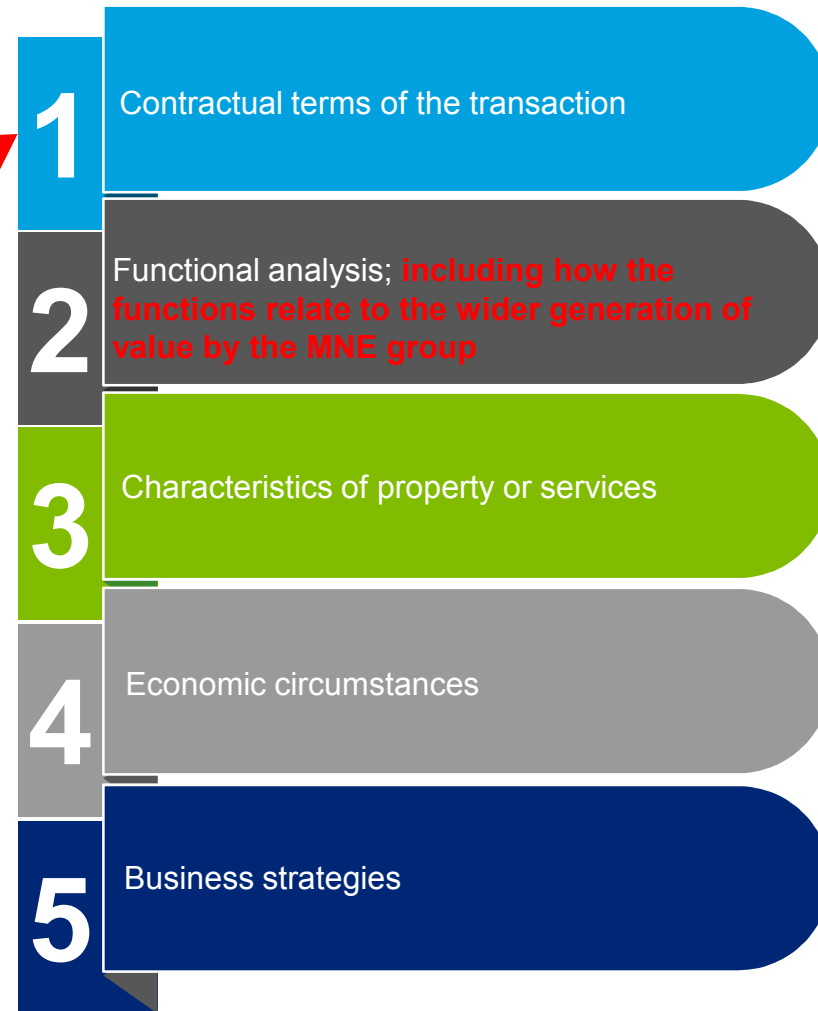 1
Contractual terms of the transaction
2
Functional analysis; including how the
functions relate to the wider generation of
value by the MNE group
3
Characteristics of property or services
4
Economic circumstances
5
Business strategies